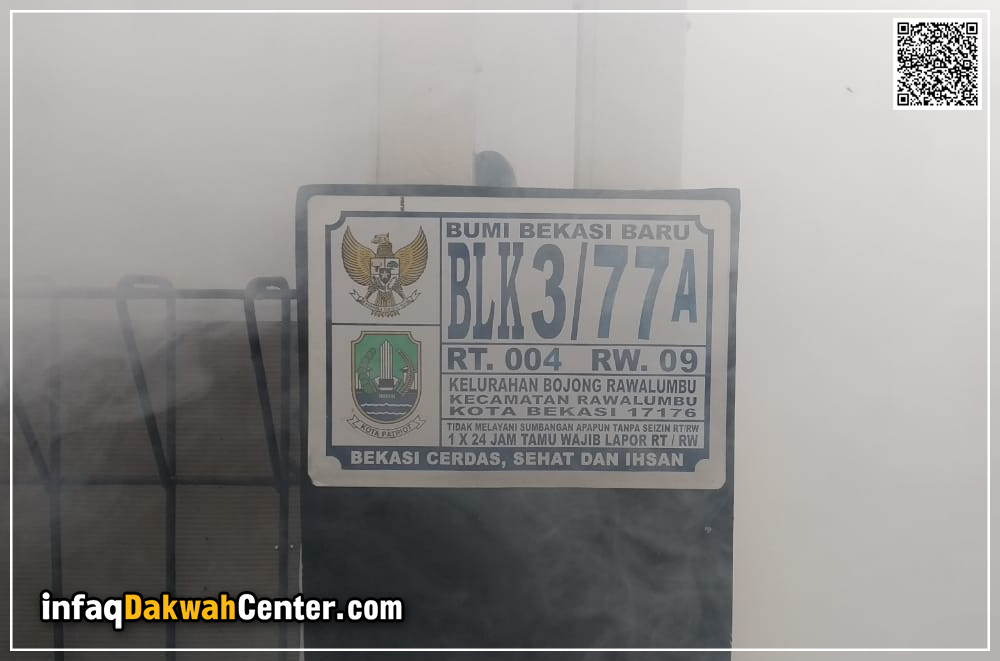 BUMI BEKASI BARU
BLK 3/77A
RT. 004 RW. 09
KELURAHAN BOJONG RAWALUMBU
KECAMATAN RAWALUMBU
KOTA BEKASI 17176
TIDAK MELAYANI SUMBANGAN APAPUN TANPA SEIZIN RT/RW
1 X 24 JAM TAMU WAJIB LAPOR RT / RW
KOTA PATRIOT
BEKASI CERDAS, SEHAT DAN IHSAN
infaqDakwahCenter.com